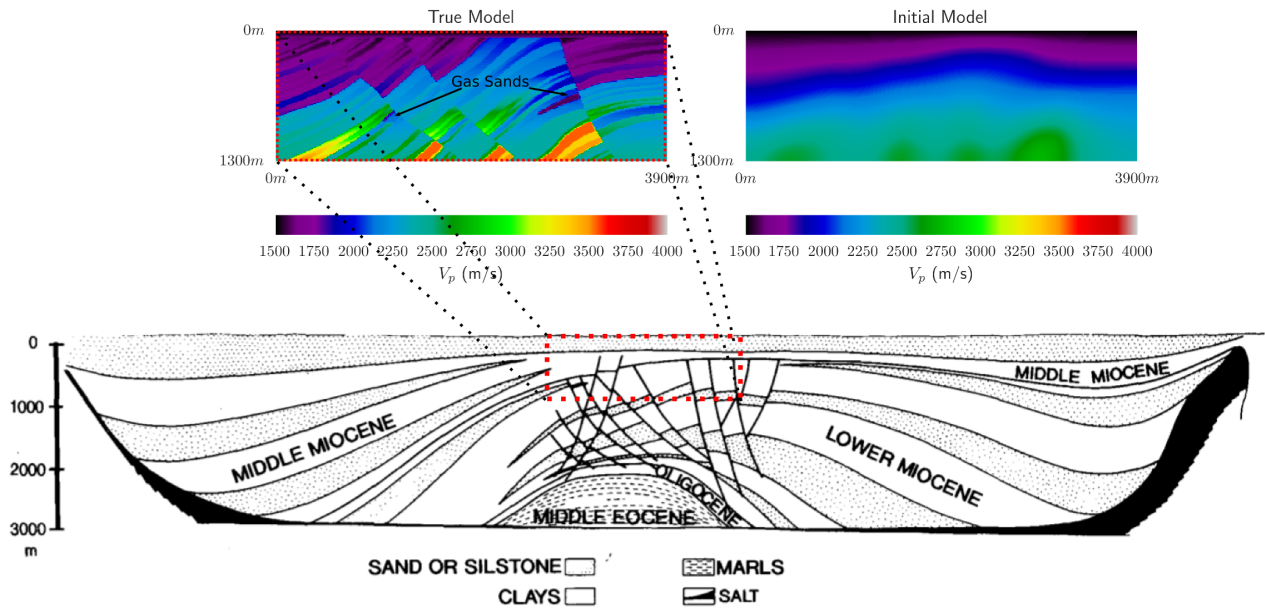 True Model
Initial Model
0m
0m
Gas Sands
1300m
1300m
0m
3900m
0m
3900m
1500 1750 2000 2250 2500 2750 3000 3250 3500 3750 4000
1500 1750 2000 2250 2500 2750 3000 3250 3500 3750 4000
Vp (m/s)
Vp (m/s)
0
MIDDLE MIOCENE
1000
MIDDLE MIOCENE
LOWER MIOCENE
2000
OLIGOCENE
MIDDLE EOCENE
3000
m
SAND OR SILSTONE
MARLS
CLAYS
SALT